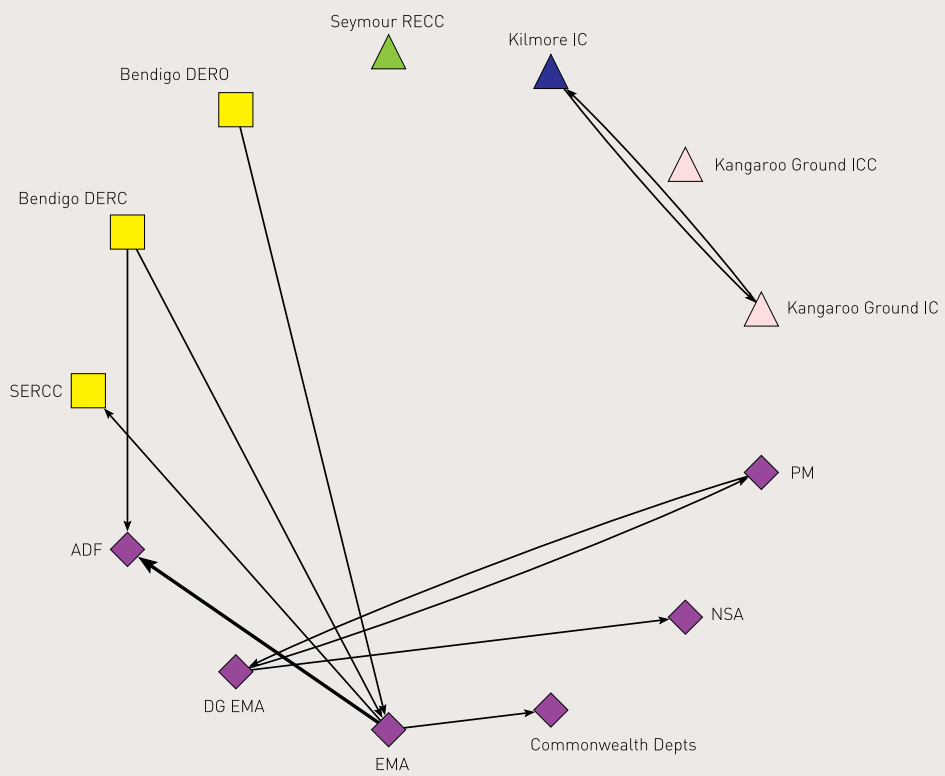 Seymour RECC
Kilmore IC
Bendigo DERO
Kangaroo Ground ICC
Bendigo DERC
Kangaroo Ground IC
SERCC
PM
ADF
NSA
DG EMA
Commonwealth Depts
EMA